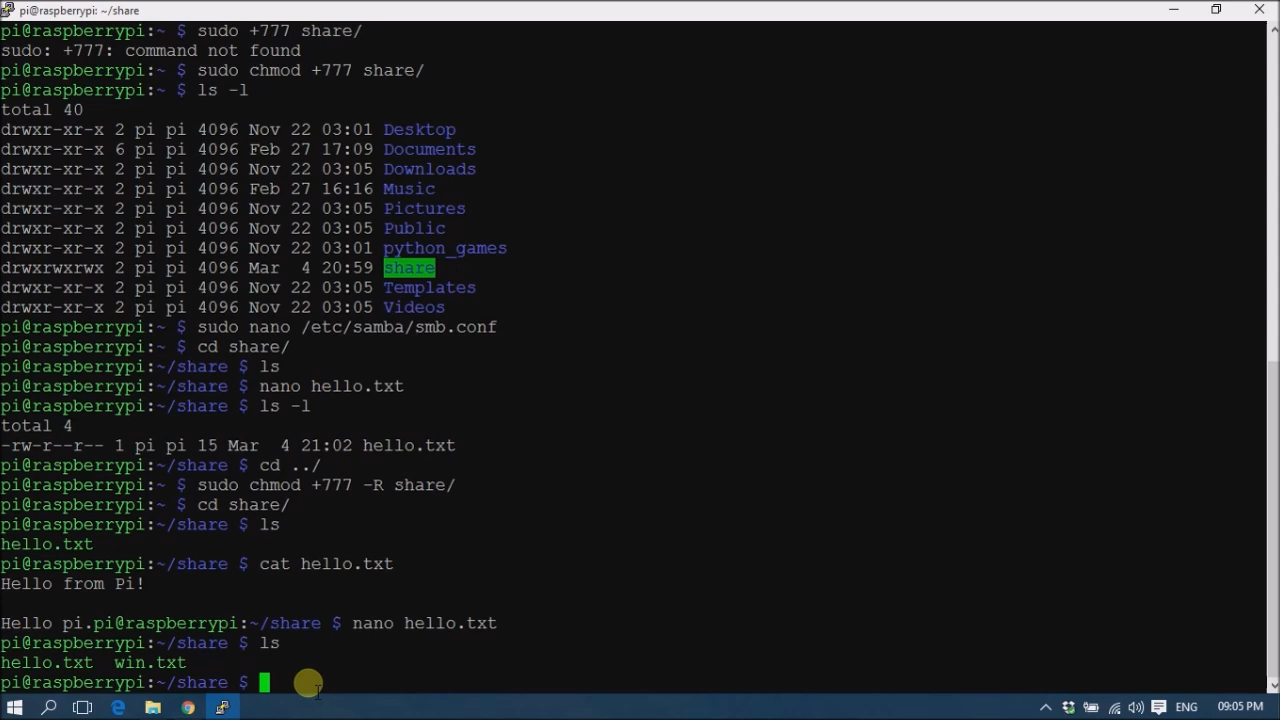 pi@raspberrypi: ~/share
pi@raspberrypi:~ $ sudo +777 share/
sudo: +777: command not found
pi@raspberrypi:~ $ sudo chmod +777 share/
pi@raspberrypi:~ $ ls -l
total 40
drwxr-xr-x 2 pi pi 4096 Nov 22 03:01 Desktop
drwxr-xr-x 6 pi pi 4096 Feb 27 17:09 Documents
drwxr-xr-x 2 pi pi 4096 Nov 22 03:05 Downloads
drwxr-xr-x 2 pi pi 4096 Feb 27 16:16 Music
drwxr-xr-x 2 pi pi 4096 Nov 22 03:05 Pictures
drwxr-xr-x 2 pi pi 4096 Nov 22 03:05 Public
drwxr-xr-x 2 pi pi 4096 Nov 22 03:01 python_games
drwxrwxrwx 2 pi pi 4096 Mar  4 20:59 share
drwxr-xr-x 2 pi pi 4096 Nov 22 03:05 Templates
drwxr-xr-x 2 pi pi 4096 Nov 22 03:05 Videos
pi@raspberrypi:~ $ sudo nano /etc/samba/smb.conf
pi@raspberrypi:~ $ cd share/
pi@raspberrypi:~/share $ ls
pi@raspberrypi:~/share $ nano hello.txt
pi@raspberrypi:~/share $ ls -l
total 4
-rw-r--r-- 1 pi pi 15 Mar  4 21:02 hello.txt
pi@raspberrypi:~/share $ cd ../
pi@raspberrypi:~ $ sudo chmod +777 -R share/
pi@raspberrypi:~ $ cd share/
pi@raspberrypi:~/share $ ls
hello.txt
pi@raspberrypi:~/share $ cat hello.txt
Hello from Pi!
Hello pi.pi@raspberrypi:~/share $ nano hello.txt
pi@raspberrypi:~/share $ ls
hello.txt  win.txt
pi@raspberrypi:~/share $
ENG 09:05 PM